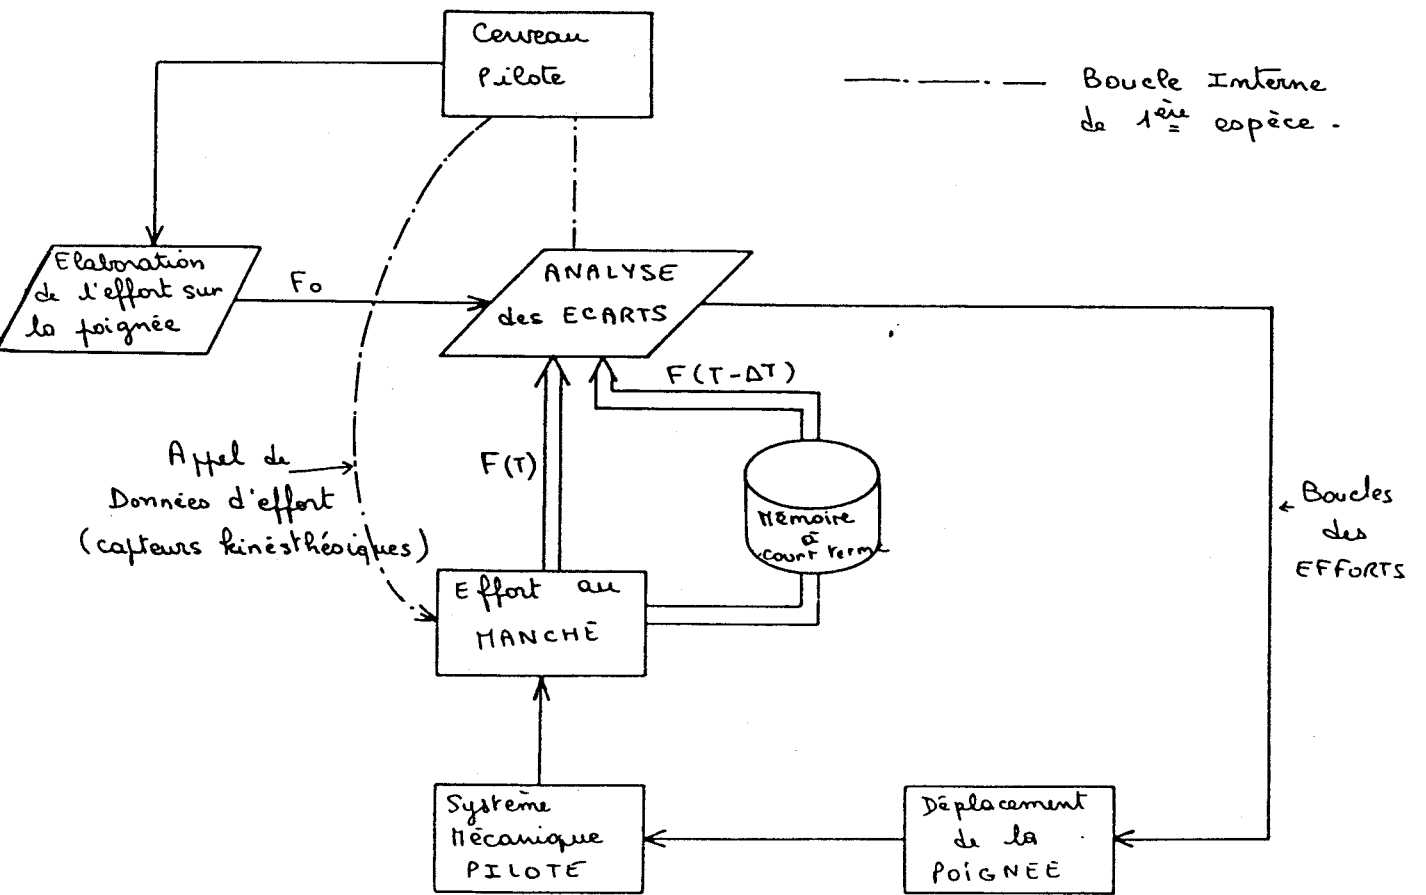 Cerveau
Pilote
Boucle Interne
de 1ère espèce.
Elaboration
de l'effort sur
la poignée
Fo
ANALYSE
des ECARTS
F(T-ΔT)
F(T)
Appel de
Données d'effort
(capteurs kinésthésiques)
Mémoire
à
court terme
Boucles
des
EFFORTS
Effort au
MANCHE
Système
Mécanique
PILOTE
Déplacement
de la
POIGNEE